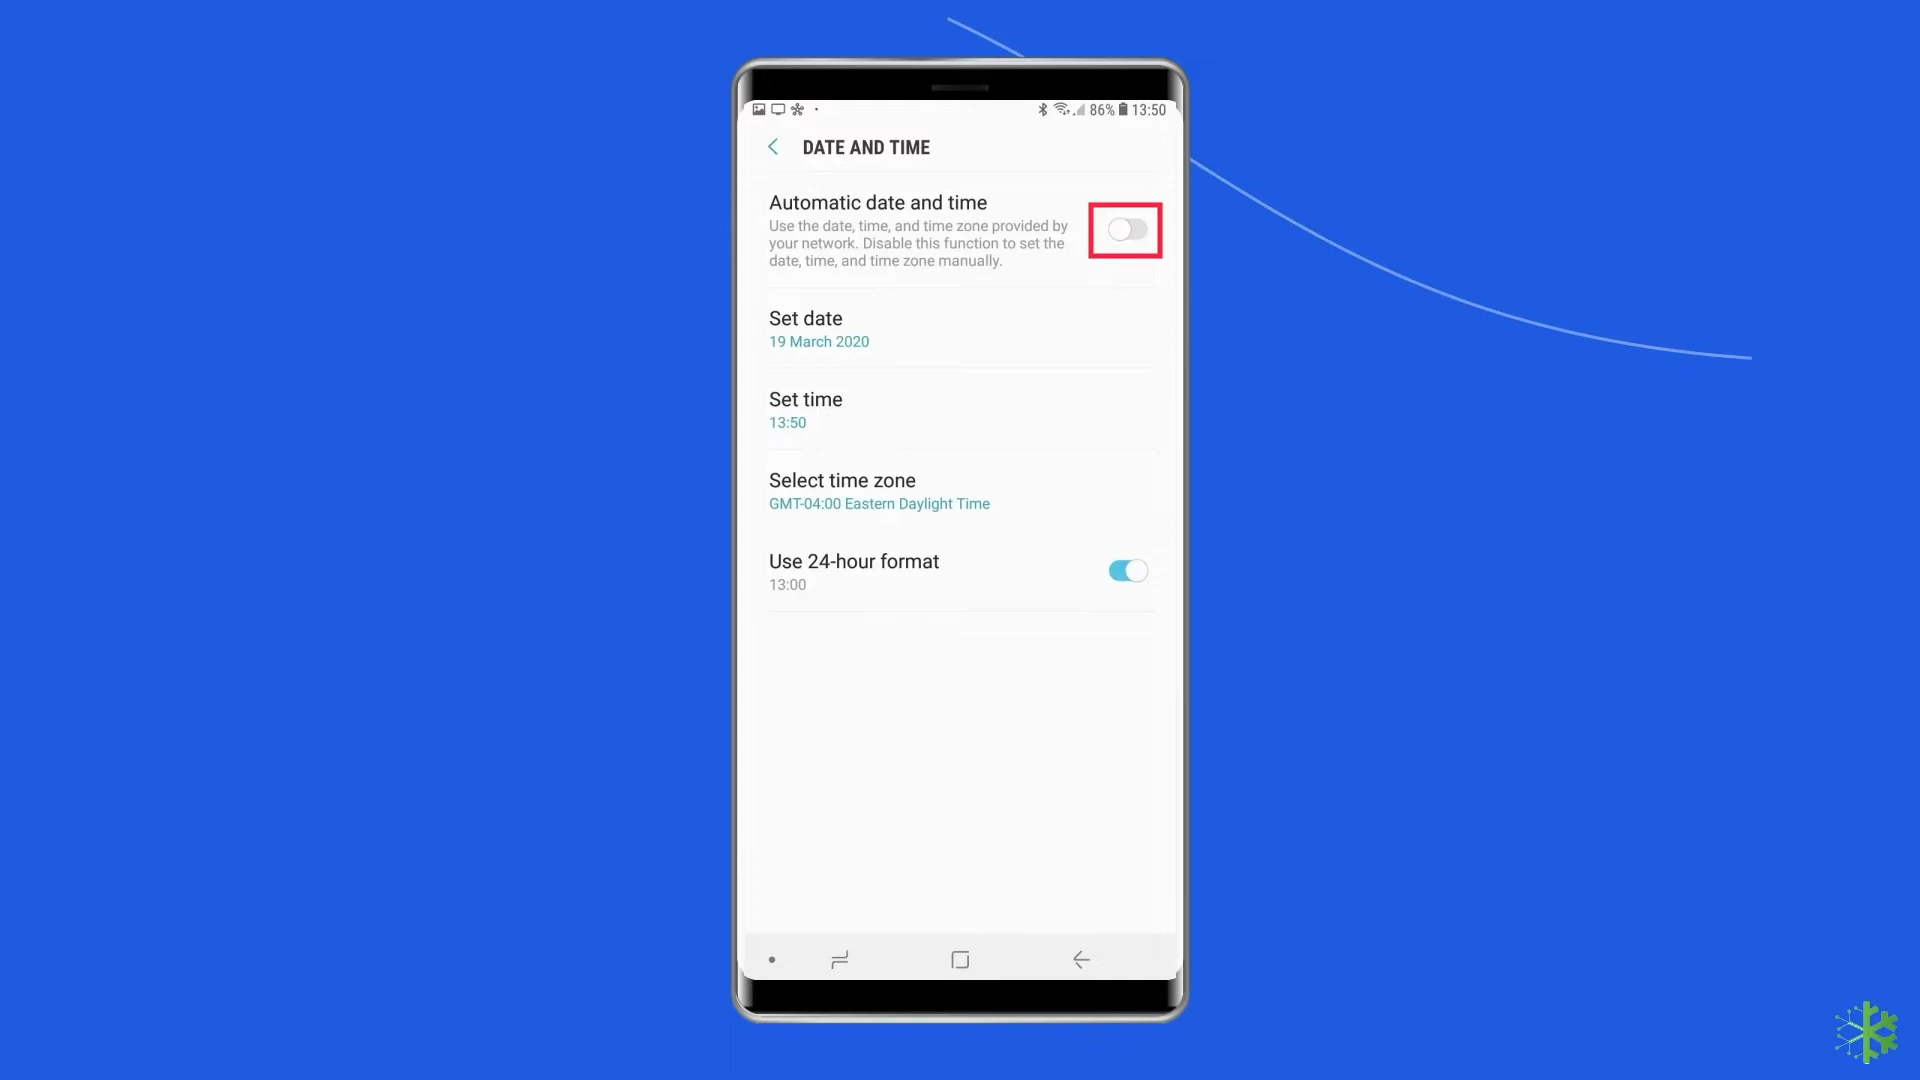 86% 13:50
DATE AND TIME
Automatic date and time
Use the date, time, and time zone provided by
your network. Disable this function to set the
date, time, and time zone manually.
Set date
19 March 2020
Set time
13:50
Select time zone
GMT-04:00 Eastern Daylight Time
Use 24-hour format
13:00